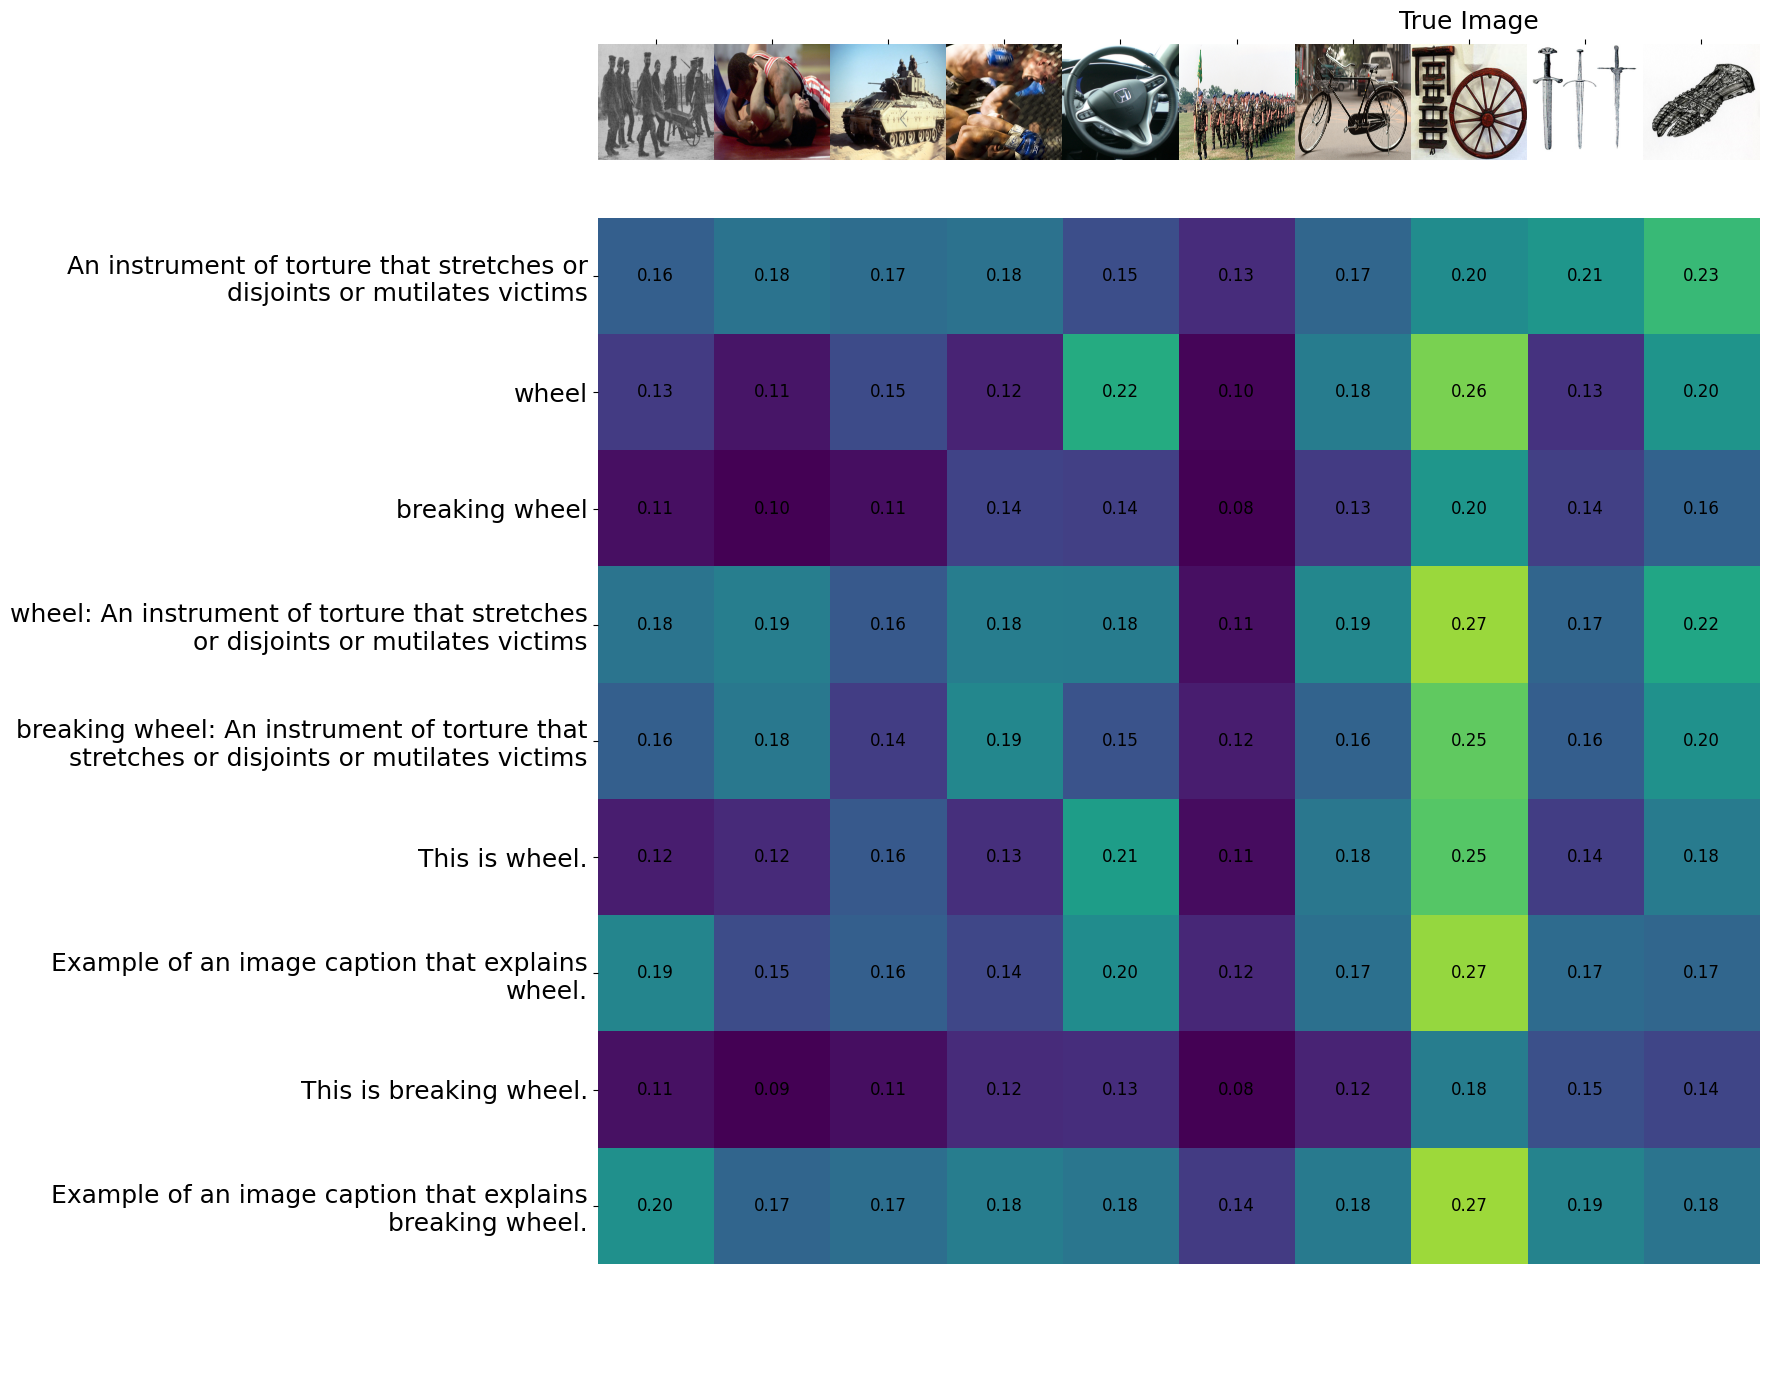 True Image
An instrument of torture that stretches or
disjoints or mutilates victims
0.16 0.18 0.17 0.18 0.15 0.13 0.17 0.20 0.21 0.23
wheel
0.13 0.11 0.15 0.12 0.22 0.10 0.18 0.26 0.13 0.20
breaking wheel
0.11 0.10 0.11 0.14 0.14 0.08 0.13 0.20 0.14 0.16
wheel: An instrument of torture that stretches
or disjoints or mutilates victims
0.18 0.19 0.16 0.18 0.18 0.11 0.19 0.27 0.17 0.22
breaking wheel: An instrument of torture that
stretches or disjoints or mutilates victims
0.16 0.18 0.14 0.19 0.15 0.12 0.16 0.25 0.16 0.20
This is wheel.
0.12 0.12 0.16 0.13 0.21 0.11 0.18 0.25 0.14 0.18
Example of an image caption that explains
wheel.
0.19 0.15 0.16 0.14 0.20 0.12 0.17 0.27 0.17 0.17
This is breaking wheel.
0.11 0.09 0.11 0.12 0.13 0.08 0.12 0.18 0.15 0.14
Example of an image caption that explains
breaking wheel.
0.20 0.17 0.17 0.18 0.18 0.14 0.18 0.27 0.19 0.18